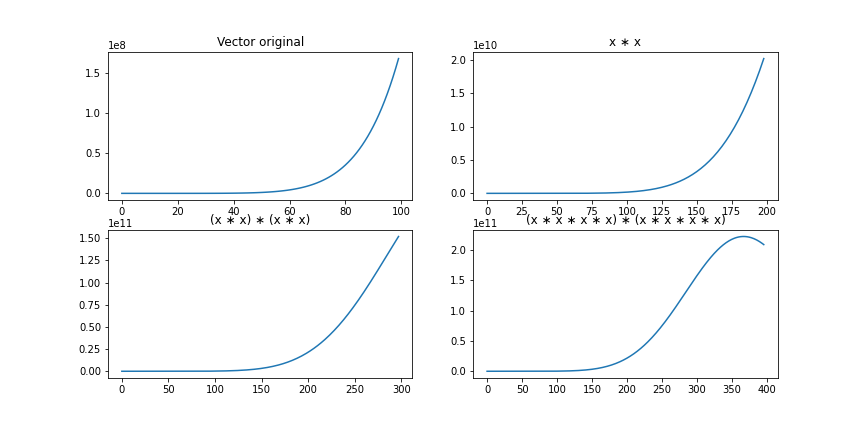 Vector original
1e8
1.5
1.0
0.5
0.0
0 20 40 60 80 100
x ∗ x
1e10
2.0
1.5
1.0
0.5
0.0
0 25 50 75 100 125 150 175 200
(x ∗ x) ∗ (x ∗ x)
1e11
1.50
1.25
1.00
0.75
0.50
0.25
0.00
0 50 100 150 200 250 300
(x ∗ x ∗ x ∗ x) ∗ (x ∗ x ∗ x ∗ x)
1e11
2.0
1.5
1.0
0.5
0.0
0 50 100 150 200 250 300 350 400